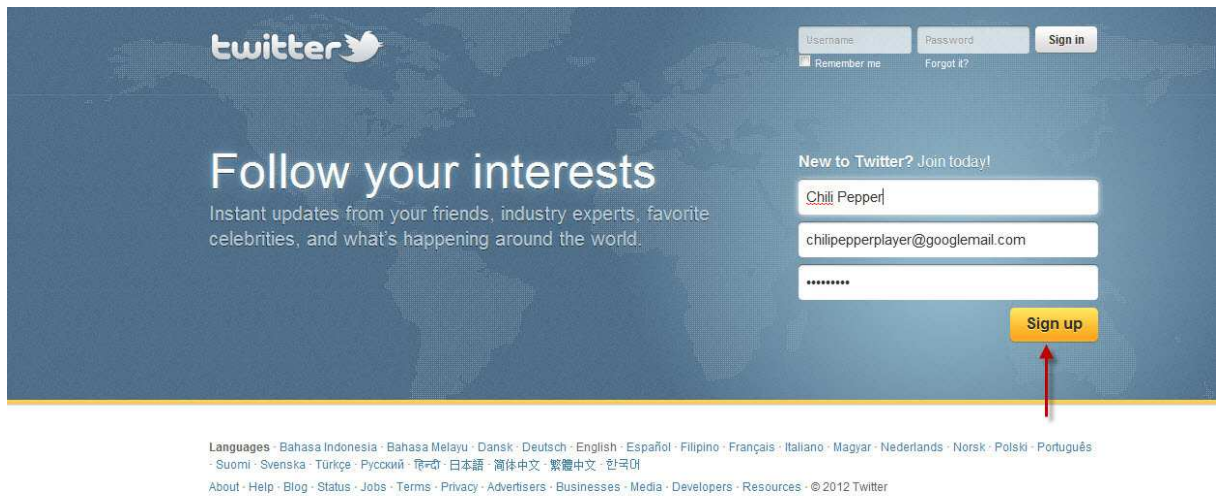 twitter
Username Password Sign in
Remember me Forgot it?
Follow your interests
Instant updates from your friends, industry experts, favorite
celebrities, and what's happening around the world.
New to Twitter? Join today!
Chili Pepper
chilipepperplayer@googlemail.com
•••••••••
Sign up
Languages · Bahasa Indonesia · Bahasa Melayu · Dansk · Deutsch · English · Español · Filipino · Français · Italiano · Magyar · Nederlands · Norsk · Polski · Português
· Suomi · Svenska · Türkçe · Русский · हिन्दी · 日本語 · 简体中文 · 繁體中文 · 한국어
About · Help · Blog · Status · Jobs · Terms · Privacy · Advertisers · Businesses · Media · Developers · Resources · © 2012 Twitter